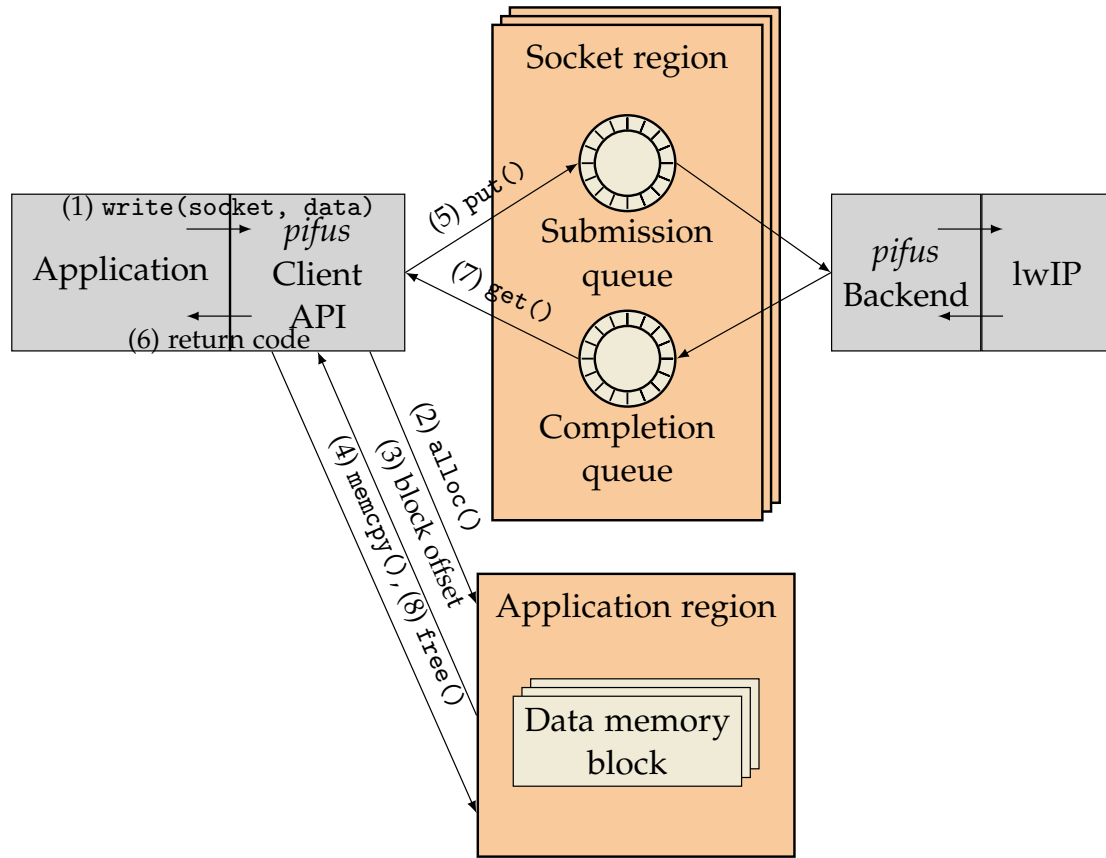 Socket region
(1) write(socket, data)
(5) put()
Submission
queue
Application
pifus
Client
API
pifus
Backend
lwIP
(7) get()
(6) return code
Completion
queue
(2) alloc()
(3) block offset
(4) memcpy(), (8) free()
Application region
Data memory
block